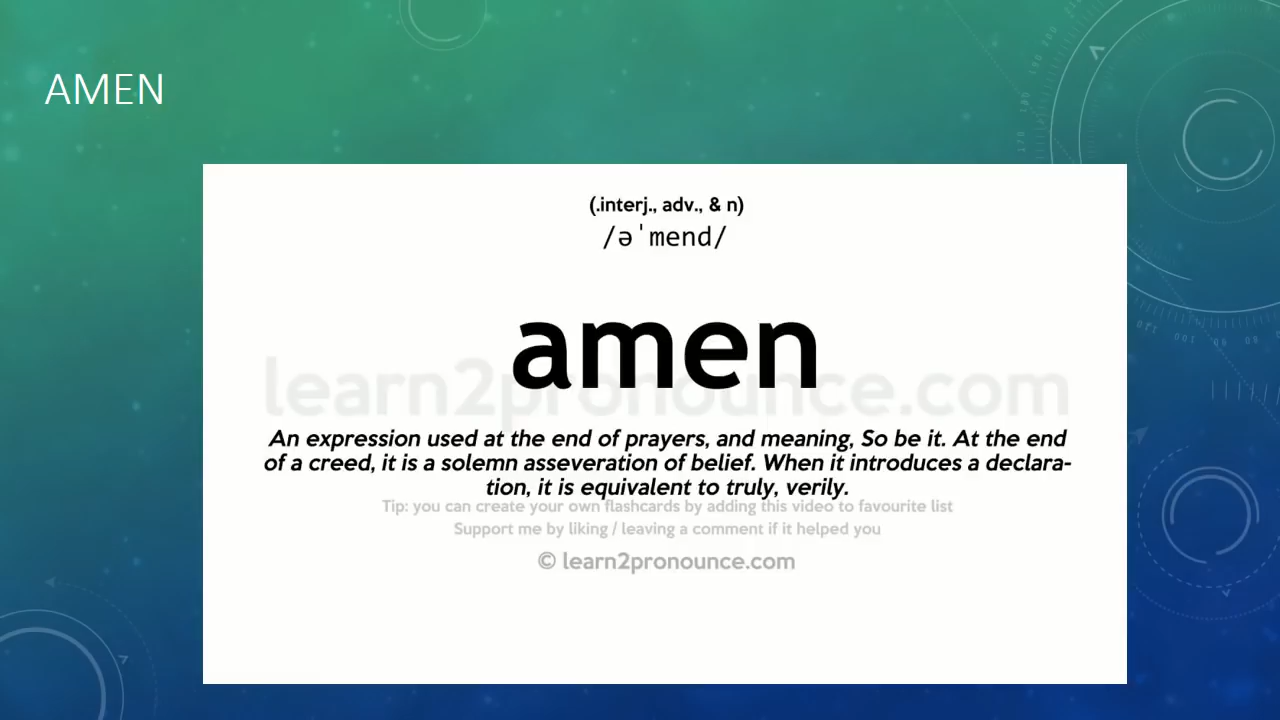 AMEN
(.interj., adv., & n)
/əˈmend/
amen
learn2pronounce.com
An expression used at the end of prayers, and meaning, So be it. At the end
of a creed, it is a solemn asseveration of belief. When it introduces a declara-
tion, it is equivalent to truly, verily.
Tip: you can create your own flashcards by adding this video to favourite list
Support me by liking / leaving a comment if it helped you
© learn2pronounce.com